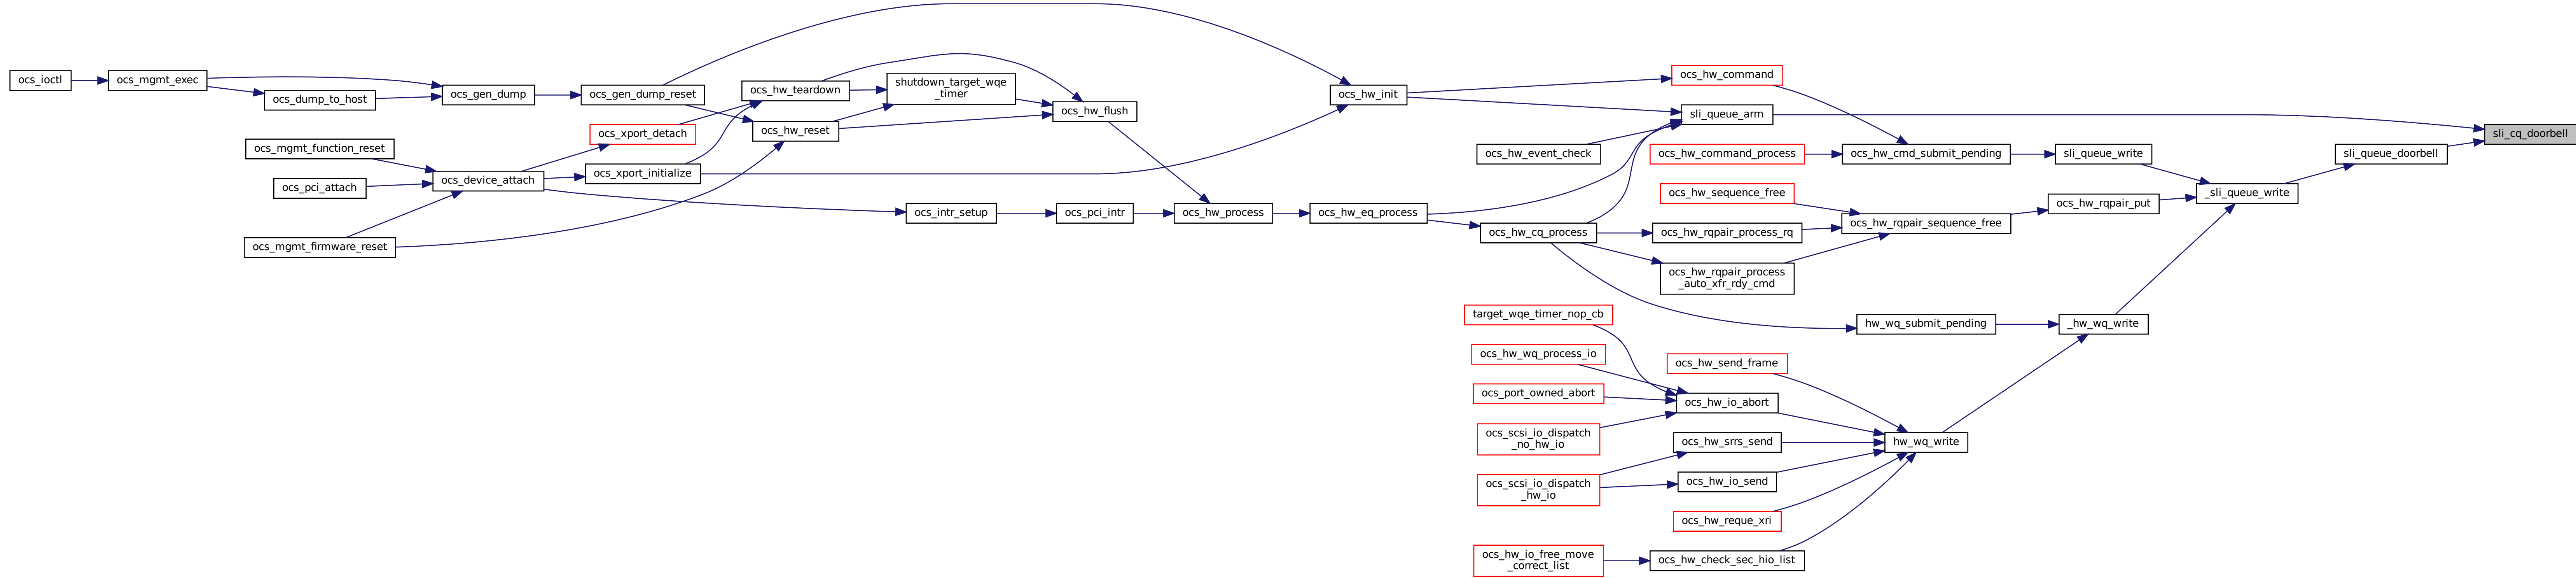 ocs_ioctl
ocs_mgmt_exec
ocs_dump_to_host
ocs_mgmt_function_reset
ocs_pci_attach
ocs_mgmt_firmware_reset
ocs_gen_dump
ocs_device_attach
ocs_gen_dump_reset
ocs_xport_detach
ocs_xport_initialize
ocs_hw_teardown
ocs_hw_reset
shutdown_target_wqe
_timer
ocs_intr_setup
ocs_hw_flush
ocs_pci_intr
ocs_hw_process
ocs_hw_init
ocs_hw_eq_process
ocs_hw_event_check
ocs_hw_cq_process
target_wqe_timer_nop_cb
ocs_hw_wq_process_io
ocs_port_owned_abort
ocs_scsi_io_dispatch
_no_hw_io
ocs_scsi_io_dispatch
_hw_io
ocs_hw_io_free_move
_correct_list
ocs_hw_command
sli_queue_arm
ocs_hw_command_process
ocs_hw_sequence_free
ocs_hw_rqpair_process_rq
ocs_hw_rqpair_process
_auto_xfr_rdy_cmd
ocs_hw_send_frame
ocs_hw_io_abort
ocs_hw_srrs_send
ocs_hw_io_send
ocs_hw_reque_xri
ocs_hw_check_sec_hio_list
ocs_hw_cmd_submit_pending
ocs_hw_rqpair_sequence_free
hw_wq_submit_pending
hw_wq_write
sli_queue_write
ocs_hw_rqpair_put
_hw_wq_write
_sli_queue_write
sli_queue_doorbell
sli_cq_doorbell